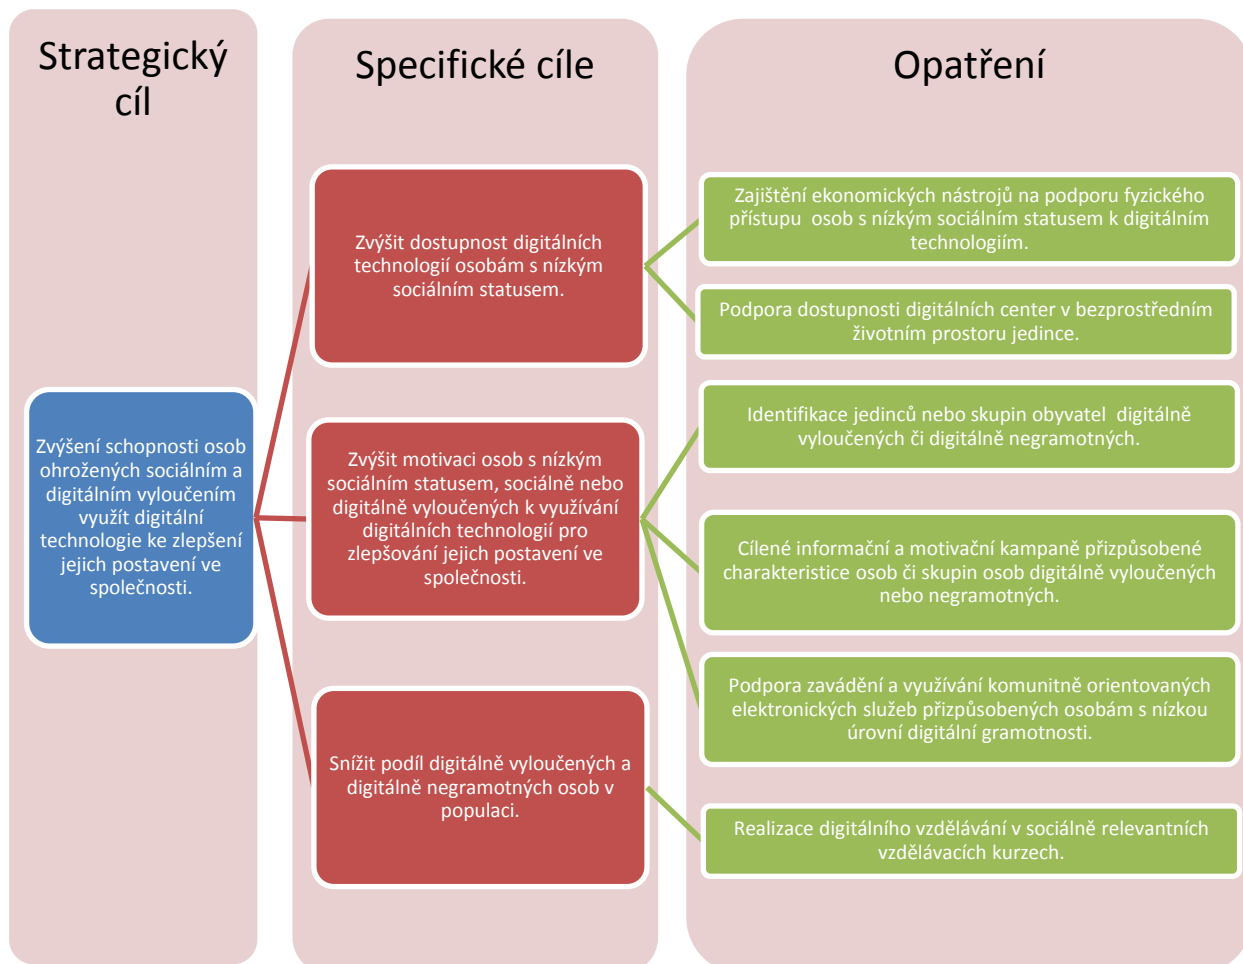 Strategický
cíl
Specifické cíle
Opatření
Zvýšení schopnosti osob
ohrožených sociálním a
digitálním vyloučením
využít digitální
technologie ke zlepšení
jejich postavení ve
společnosti.
Zvýšit dostupnost digitálních
technologií osobám s nízkým
sociálním statusem.
Zvýšit motivaci osob s nízkým
sociálním statusem, sociálně nebo
digitálně vyloučených k využívání
digitálních technologií pro
zlepšování jejich postavení ve
společnosti.
Snížit podíl digitálně vyloučených a
digitálně negramotných osob v
populaci.
Zajištění ekonomických nástrojů na podporu fyzického
přístupu osob s nízkým sociálním statusem k digitálním
technologiím.
Podpora dostupnosti digitálních center v bezprostředním
životním prostoru jedince.
Identifikace jedinců nebo skupin obyvatel digitálně
vyloučených či digitálně negramotných.
Cílené informační a motivační kampaně přizpůsobené
charakteristice osob či skupin osob digitálně vyloučených
nebo negramotných.
Podpora zavádění a využívání komunitně orientovaných
elektronických služeb přizpůsobených osobám s nízkou
úrovní digitální gramotnosti.
Realizace digitálního vzdělávání v sociálně relevantních
vzdělávacích kurzech.